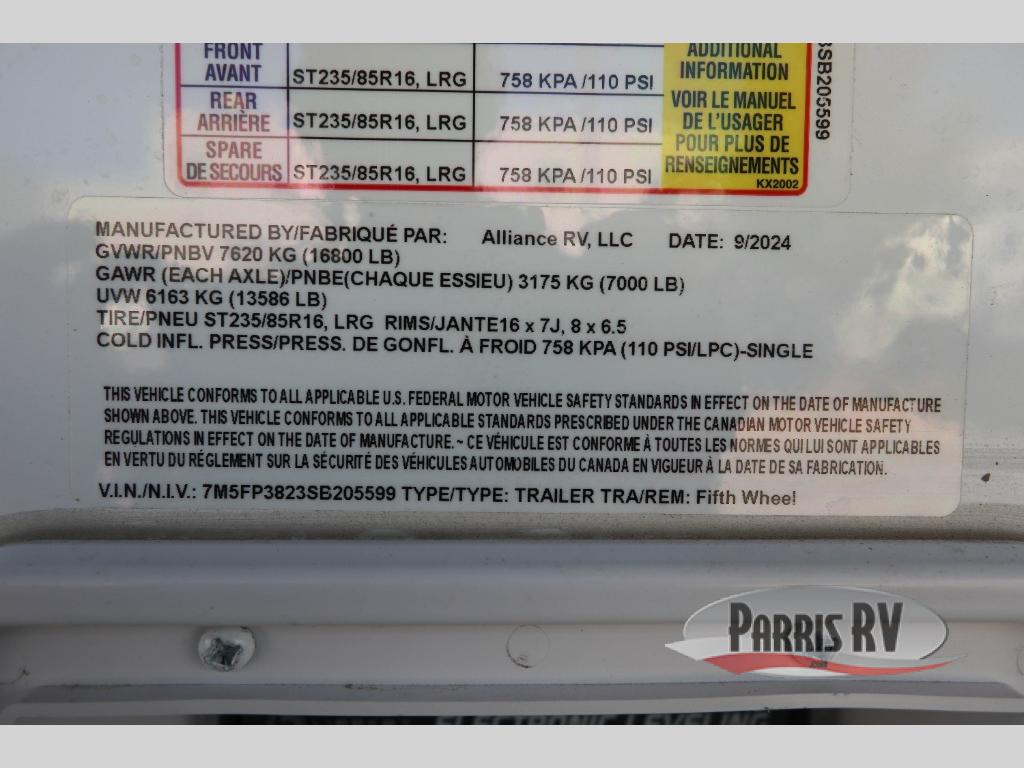 FRONT
AVANT
ST235/85R16, LRG
758 KPA /110 PSI
REAR
ARRIÈRE
ST235/85R16, LRG
758 KPA /110 PSI
SPARE
DE SECOURS
ST235/85R16, LRG
758 KPA /110 PSI
ADDITIONAL
INFORMATION
VOIR LE MANUEL
DE L'USAGER
POUR PLUS DE
RENSEIGNEMENTS
KX2002
SB205599
MANUFACTURED BY/FABRIQUÉ PAR: Alliance RV, LLC DATE: 9/2024
GVWR/PNBV 7620 KG (16800 LB)
GAWR (EACH AXLE)/PNBE(CHAQUE ESSIEU) 3175 KG (7000 LB)
UVW 6163 KG (13586 LB)
TIRE/PNEU ST235/85R16, LRG RIMS/JANTE16 x 7J, 8 x 6.5
COLD INFL. PRESS/PRESS. DE GONFL. À FROID 758 KPA (110 PSI/LPC)-SINGLE
THIS VEHICLE CONFORMS TO ALL APPLICABLE U.S. FEDERAL MOTOR VEHICLE SAFETY STANDARDS IN EFFECT ON THE DATE OF MANUFACTURE
SHOWN ABOVE. THIS VEHICLE CONFORMS TO ALL APPLICABLE STANDARDS PRESCRIBED UNDER THE CANADIAN MOTOR VEHICLE SAFETY
REGULATIONS IN EFFECT ON THE DATE OF MANUFACTURE. ~ CE VÉHICULE EST CONFORME À TOUTES LES NORMES QUI LUI SONT APPLICABLES
EN VERTU DU RÉGLEMENT SUR LA SÉCURITÉ DES VÉHICULES AUTOMOBILES DU CANADA EN VIGUEUR À LA DATE DE SA FABRICATION.
V.I.N./N.I.V.: 7M5FP3823SB205599 TYPE/TYPE: TRAILER TRA/REM: Fifth Wheel
PARRIS RV
.com
ELECTRONIC LEVELING